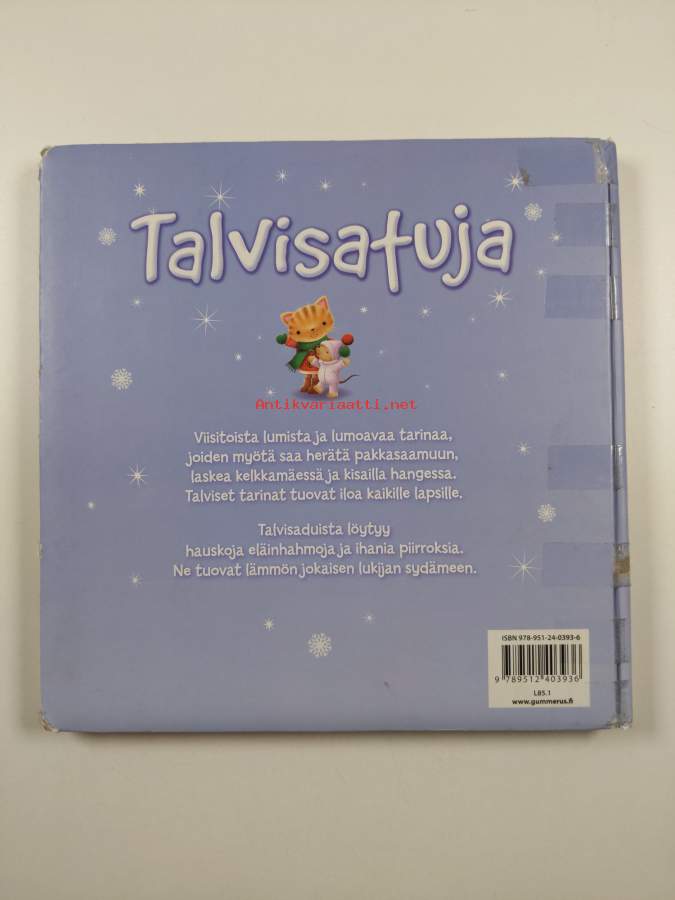 Talvisatuja
Antikvariaatti.net
Viisitoista lumista ja lumoavaa tarinaa,
joiden myötä saa herätä pakkasaamuun,
laskea kelkkamäessä ja kisailla hangessa.
Talviset tarinat tuovat iloa kaikille lapsille.
Talvisaduista löytyy
hauskoja eläinhahmoja ja ihania piirroksia.
Ne tuovat lämmön jokaisen lukijan sydämeen.
ISBN 978-951-24-0393-6
9 789512 403936
L85.1
www.gummerus.fi